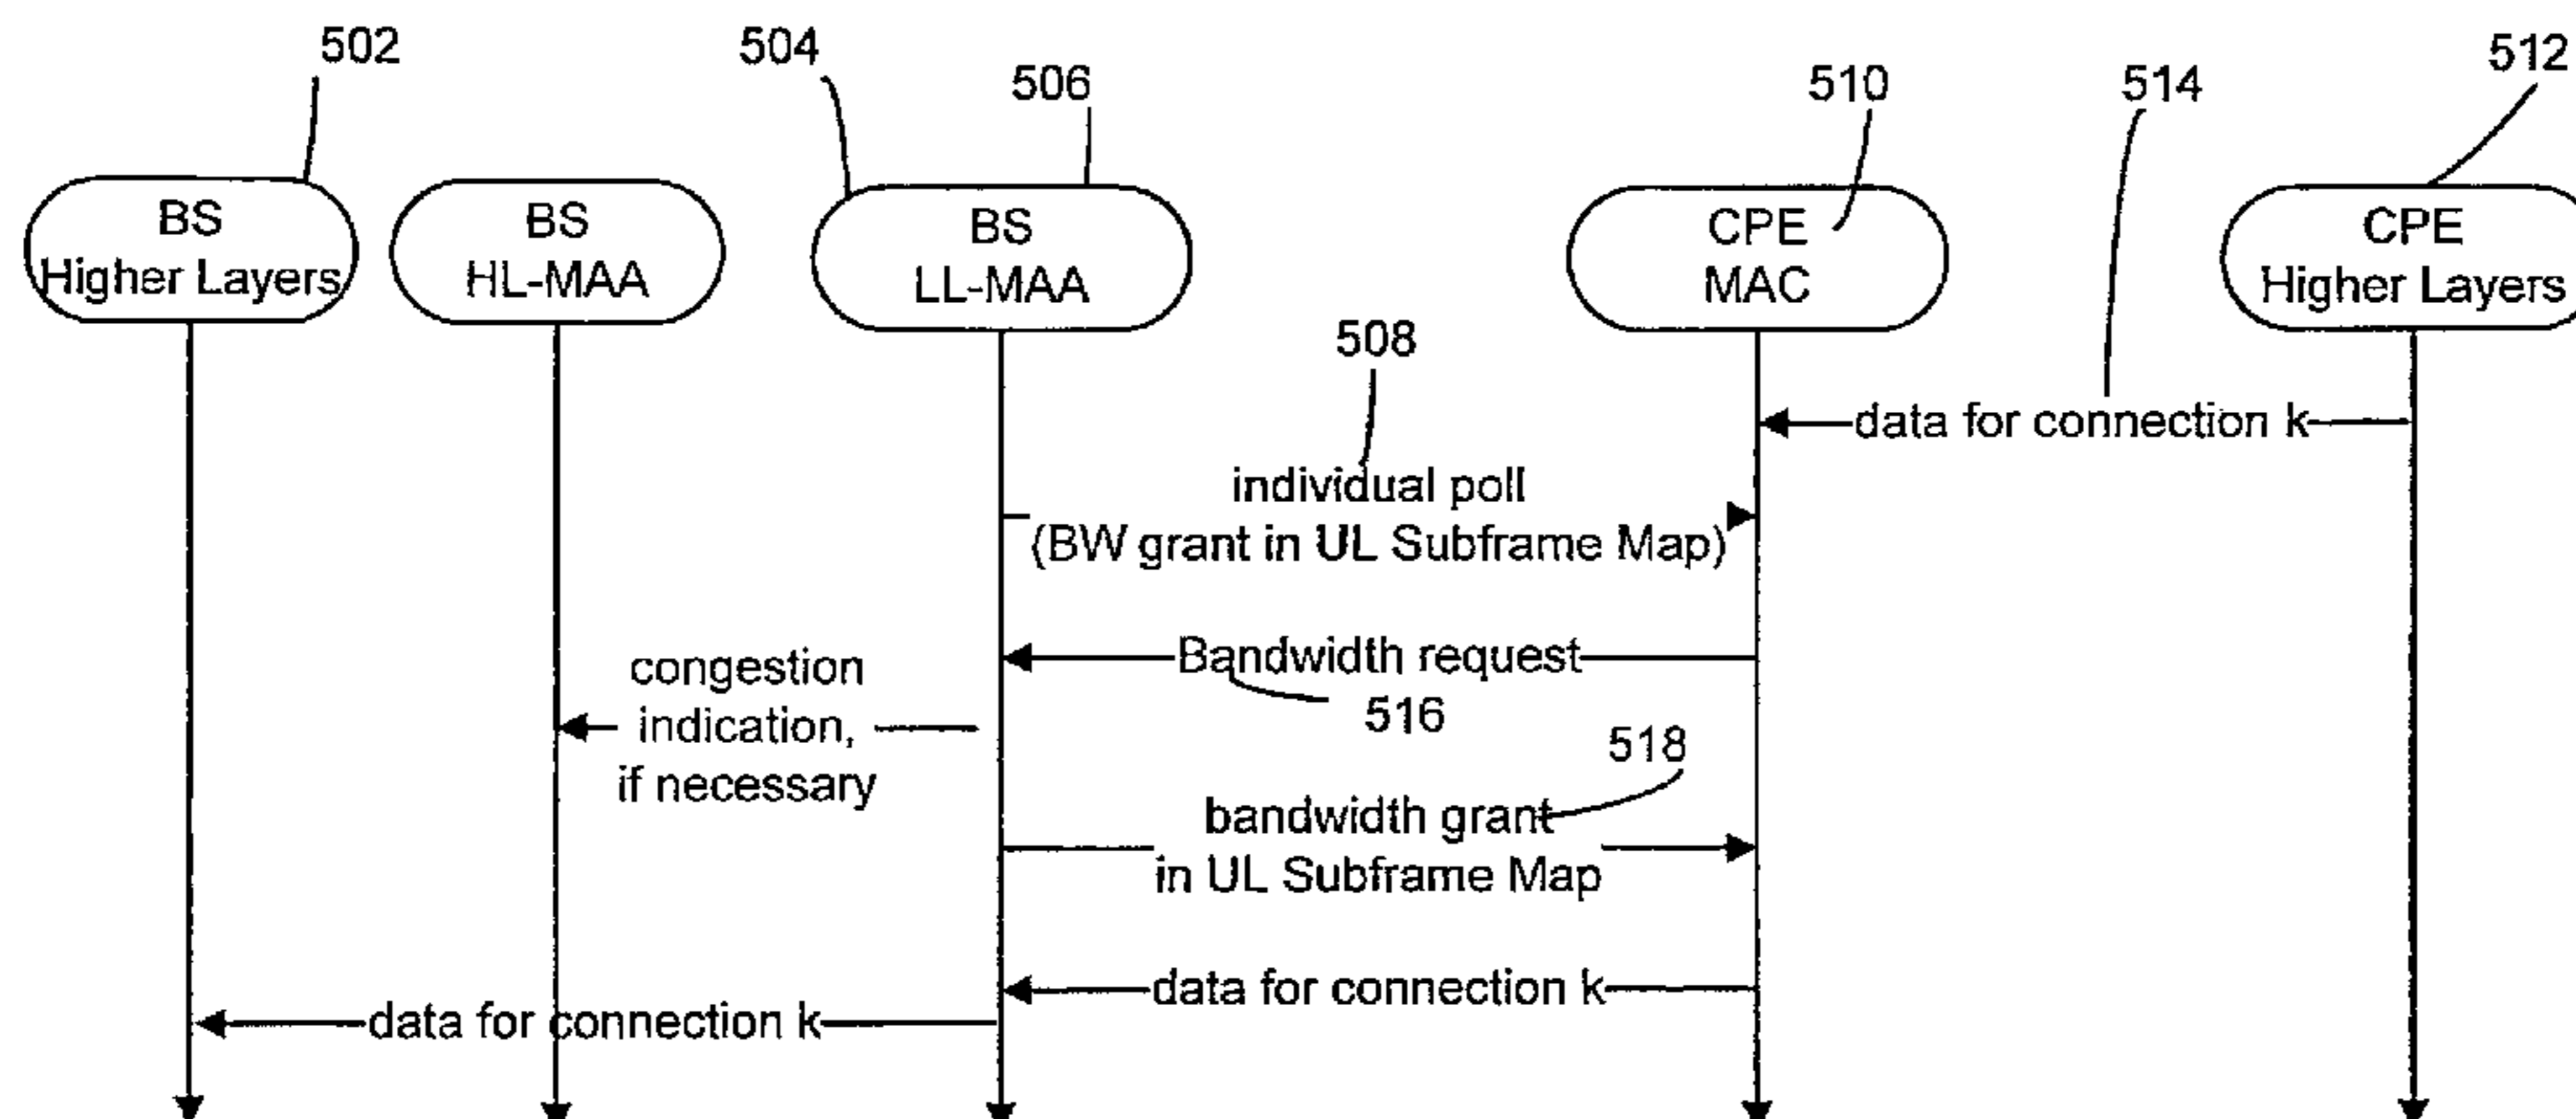 502
504
506
510
514
512
BS
Higher Layers
BS
HL-MAA
BS
LL-MAA
CPE
MAC
CPE
Higher Layers
508
data for connection k
individual poll
(BW grant in UL Subframe Map)
Bandwidth request
516
congestion
indication,
if necessary
518
bandwidth grant
in UL Subframe Map
data for connection k
data for connection k